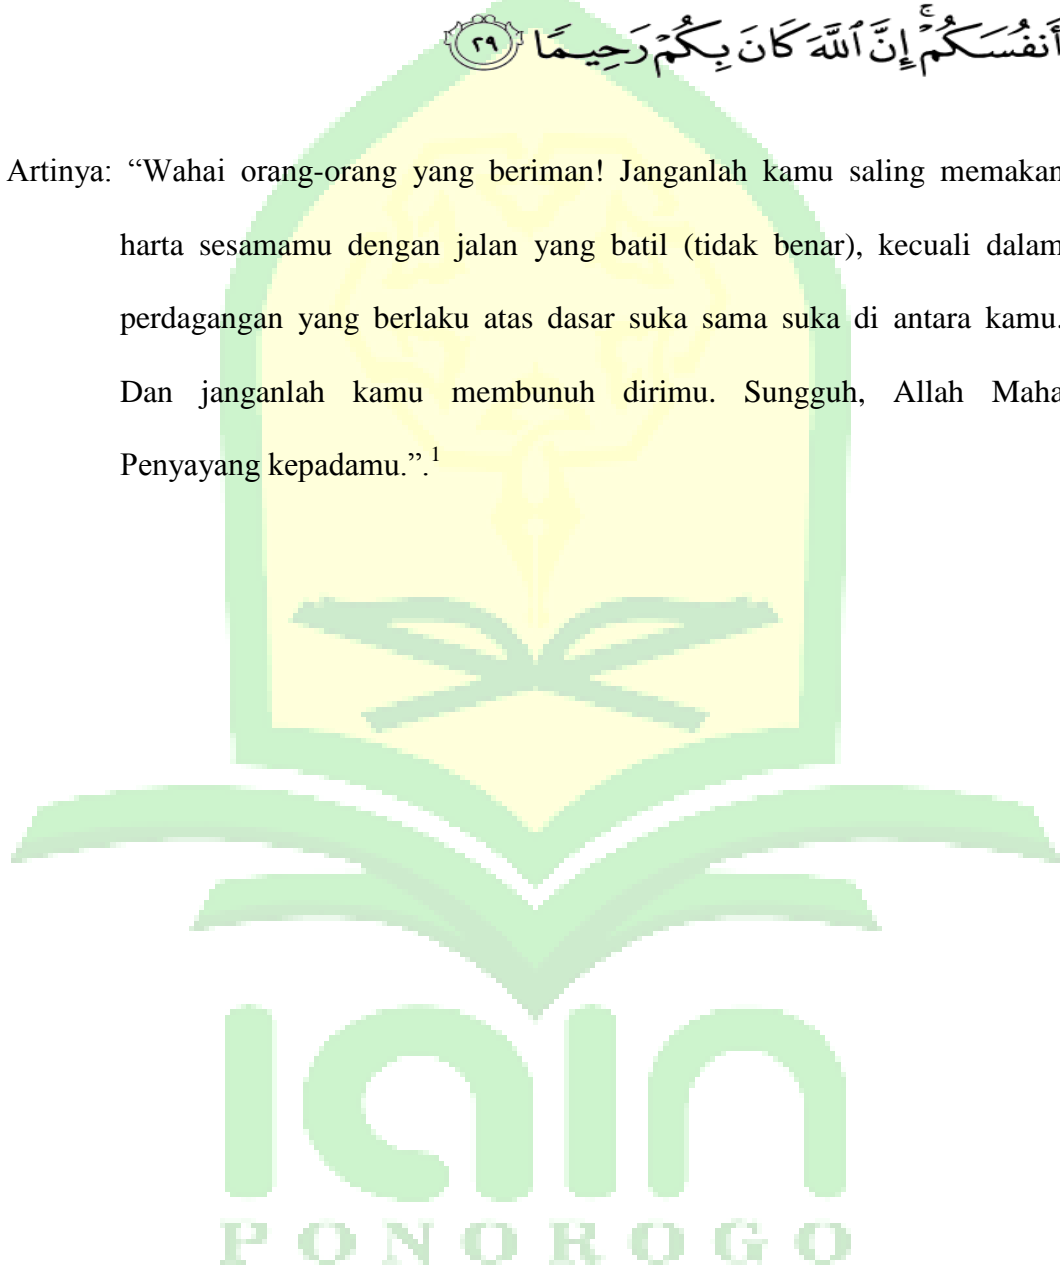 أَنفُسَكُمْ ۚ إِنَّ ٱللَّهَ كَانَ بِكُمْ رَحِيمًا ٢٩
Artinya: “Wahai orang-orang yang beriman! Janganlah kamu saling memakan
harta sesamamu dengan jalan yang batil (tidak benar), kecuali dalam
perdagangan yang berlaku atas dasar suka sama suka di antara kamu.
Dan janganlah kamu membunuh dirimu. Sungguh, Allah Maha
Penyayang kepadamu.”.1
iain
PONOROGO